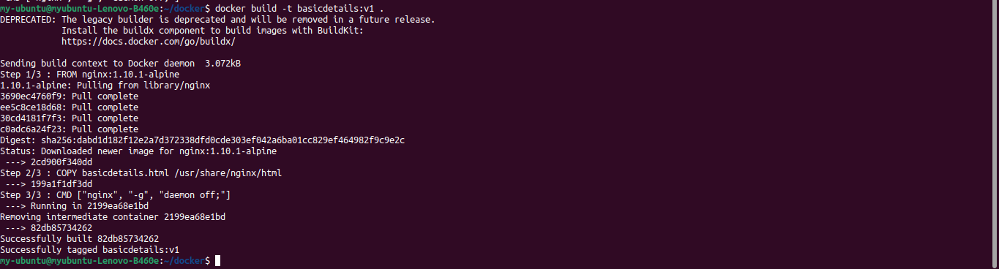 my-ubuntu@myubuntu-Lenovo-B460e:~/docker$ docker build -t basicdetails:v1 .
DEPRECATED: The legacy builder is deprecated and will be removed in a future release.
            Install the buildx component to build images with BuildKit:
            https://docs.docker.com/go/buildx/

Sending build context to Docker daemon  3.072kB
Step 1/3 : FROM nginx:1.10.1-alpine
1.10.1-alpine: Pulling from library/nginx
3690ec4760f9: Pull complete
ee5c8ce18d68: Pull complete
30cd4181f7f3: Pull complete
c0adc6a24f23: Pull complete
Digest: sha256:dabd1d182f12e2a7d372338dfd0cde303ef042a6ba01cc829ef464982f9c9e2c
Status: Downloaded newer image for nginx:1.10.1-alpine
 ---> 2cd900f340dd
Step 2/3 : COPY basicdetails.html /usr/share/nginx/html
 ---> 199a1f1df3dd
Step 3/3 : CMD ["nginx", "-g", "daemon off;"]
 ---> Running in 2199ea68e1bd
Removing intermediate container 2199ea68e1bd
 ---> 82db85734262
Successfully built 82db85734262
Successfully tagged basicdetails:v1
my-ubuntu@myubuntu-Lenovo-B460e:~/docker$